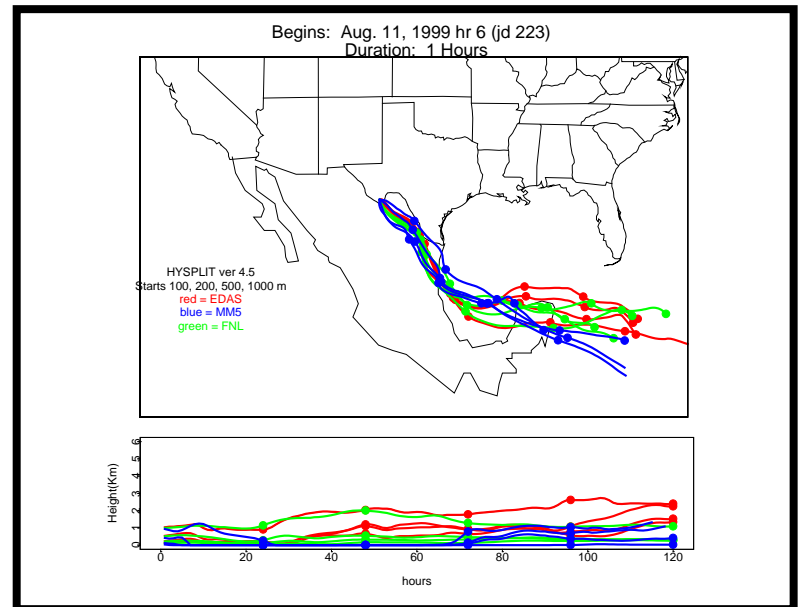 Begins:  Aug. 11, 1999 hr 6 (jd 223)
Duration:  1 Hours
HYSPLIT ver 4.5
Starts 100, 200, 500, 1000 m
red = EDAS
blue = MM5
green = FNL
Height(Km)
6
5
4
3
2
1
0
0 20 40 60 80 100 120
hours